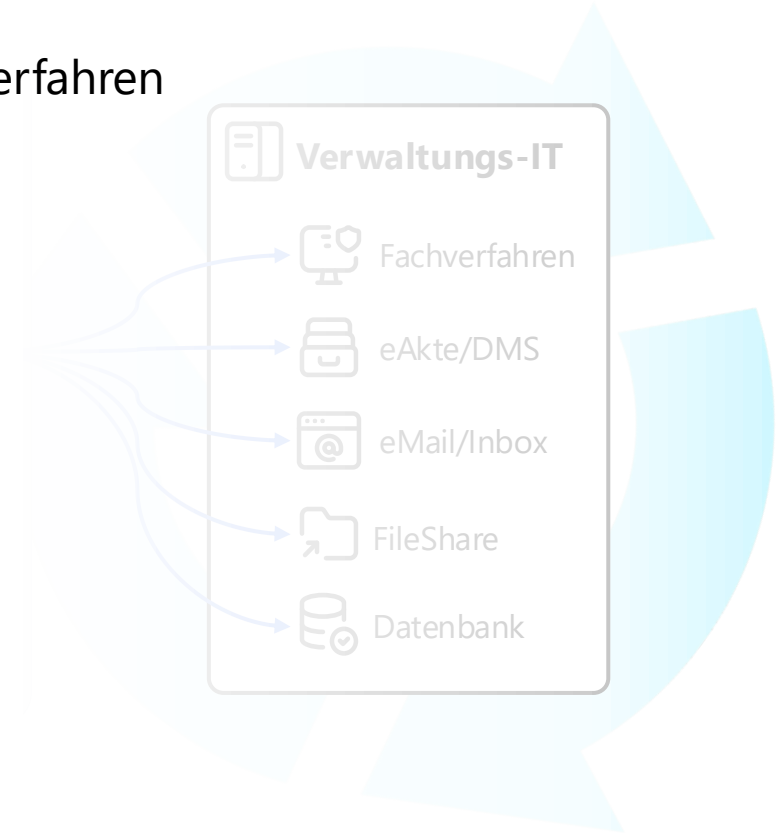 erfahren
Verwaltungs-IT
Fachverfahren
eAkte/DMS
eMail/Inbox
FileShare
Datenbank